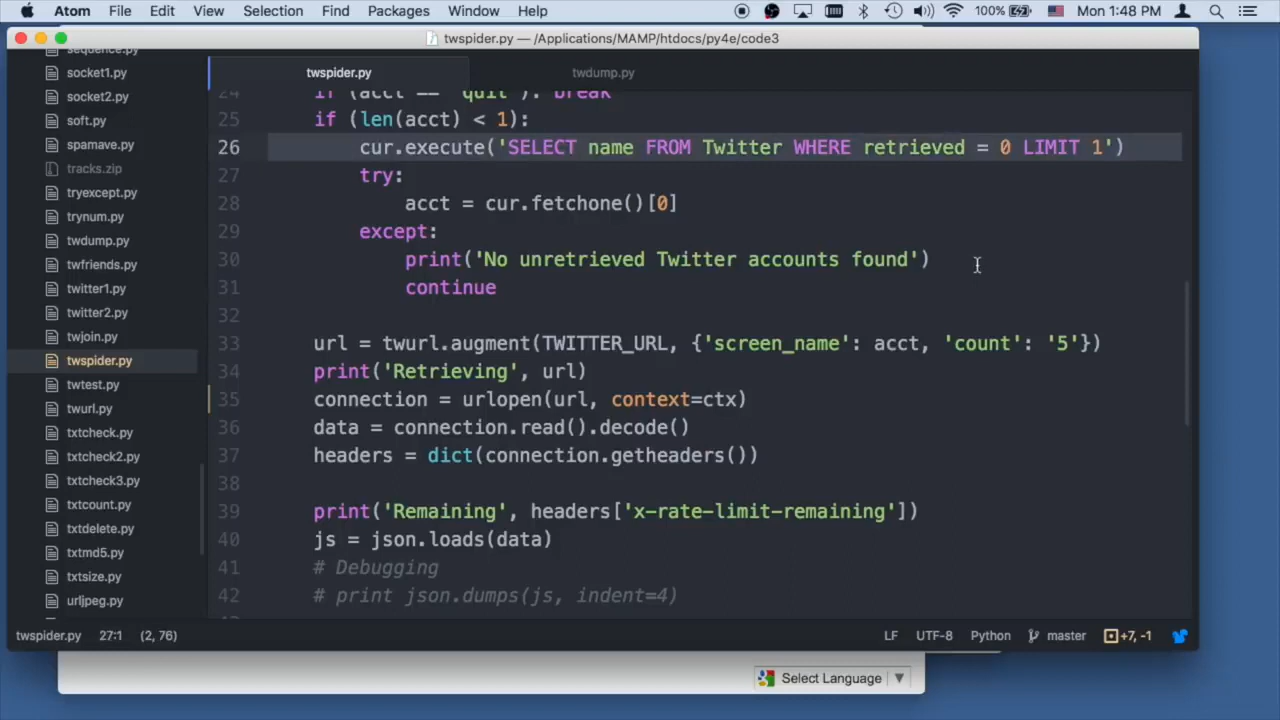 Atom File Edit View Selection Find Packages Window Help 100% Mon 1:48 PM
twspider.py — /Applications/MAMP/htdocs/py4e/code3
sequence.py
socket1.py
socket2.py
soft.py
spamave.py
tracks.zip
tryexcept.py
trynum.py
twdump.py
twfriends.py
twitter1.py
twitter2.py
twjoin.py
twspider.py
twtest.py
twurl.py
txtcheck.py
txtcheck2.py
txtcheck3.py
txtcount.py
txtdelete.py
txtmd5.py
txtsize.py
urljpeg.py
twspider.py twdump.py
24 if (acct == 'quit'): break
25 if (len(acct) < 1):
26 cur.execute('SELECT name FROM Twitter WHERE retrieved = 0 LIMIT 1')
27 try:
28 acct = cur.fetchone()[0]
29 except:
30 print('No unretrieved Twitter accounts found')
31 continue
32
33 url = twurl.augment(TWITTER_URL, {'screen_name': acct, 'count': '5'})
34 print('Retrieving', url)
35 connection = urlopen(url, context=ctx)
36 data = connection.read().decode()
37 headers = dict(connection.getheaders())
38
39 print('Remaining', headers['x-rate-limit-remaining'])
40 js = json.loads(data)
41 # Debugging
42 # print json.dumps(js, indent=4)
twspider.py 27:1 (2, 76) LF UTF-8 Python master +7, -1
Select Language ▼